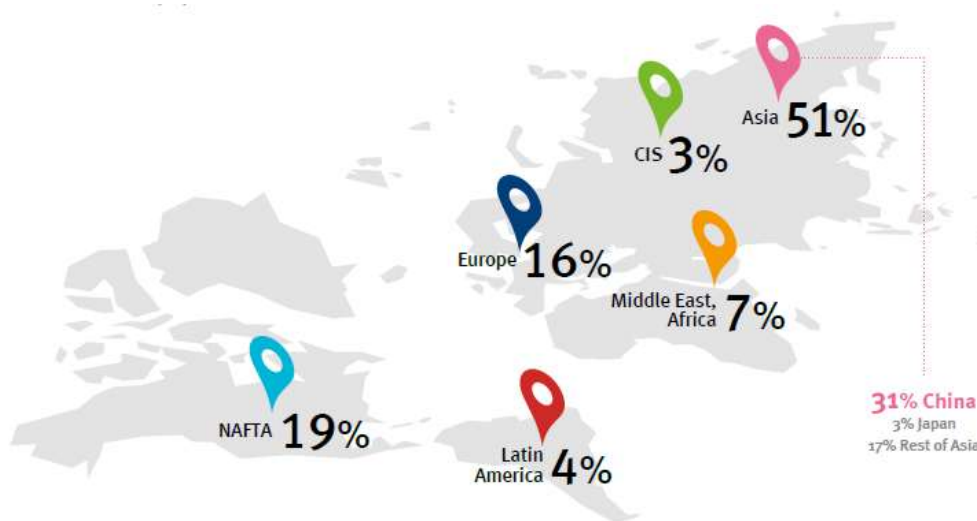 Asia 51%
CIS 3%
Europe 16%
Middle East,
Africa 7%
NAFTA 19%
Latin
America 4%
31% China
3% Japan
17% Rest of Asia